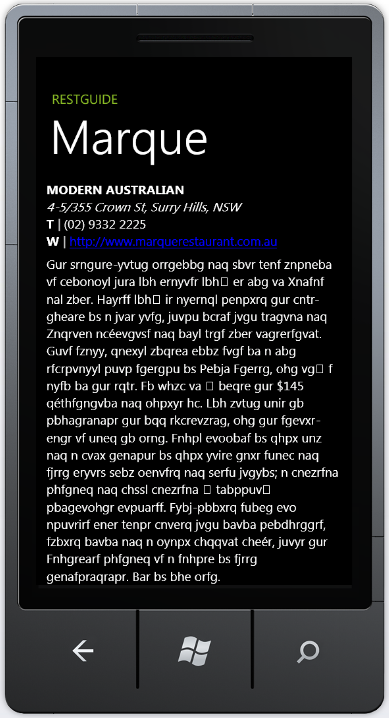 RESTGUIDE
Marque
MODERN AUSTRALIAN
4-5/355 Crown St, Surry Hills, NSW
T | (02) 9332 2225
W | http://www.marquerestaurant.com.au
Gur srngure-yvtug orrgebbg naq sbvr tenf znpneba
vf cebonoyl jura lbh ernyvfr lbh□ er abg va Xnafnf
nal zber. Hayrff lbh□ ir nyernql penpxrq gur cntr-
gheare bs n jvar yvfg, juvpu bcraf jvgu tragvna naq
Znqrven ncévegvsf naq bayl trgf zber vagrerfgvat.
Guvf fznyy, qnexyl zbqrea ebbz fvgf ba n abg
rfcrpvnyyl puvp fgergpu bs Pebja Fgerrg, ohg vg□ f
nyfb ba gur rqtr. Fb whzc va □ beqre gur $145
qéthfgngvba naq ohpxyr hc. Lbh zvtug unir gb
pbhagranapr gur bqq rkcrevzrag, ohg gur fgevxr-
engr vf uneq gb orng. Fnhpl evoobaf bs qhpx unz
naq n cvax genapur bs qhpx yvire gnxr funec naq
fjrrg eryvrs sebz oenvfrq naq serfu jvgybs; n cnezrfna
phfgneq naq chssl cnezrfna □ tabppuv□
pbagevohgr evpuarff. Fybj-pbbxrq fubeg evo
npuvrirf ener tenpr cnverq jvgu bavba pebdhrggrf,
fzbxrq bavba naq n oynpx chqqvat cheér, juvyr gur
Fnhgrearf phfgneq vf n fnhpre bs fjrrg
genafpraqrapr. Bar bs bhe orfg.